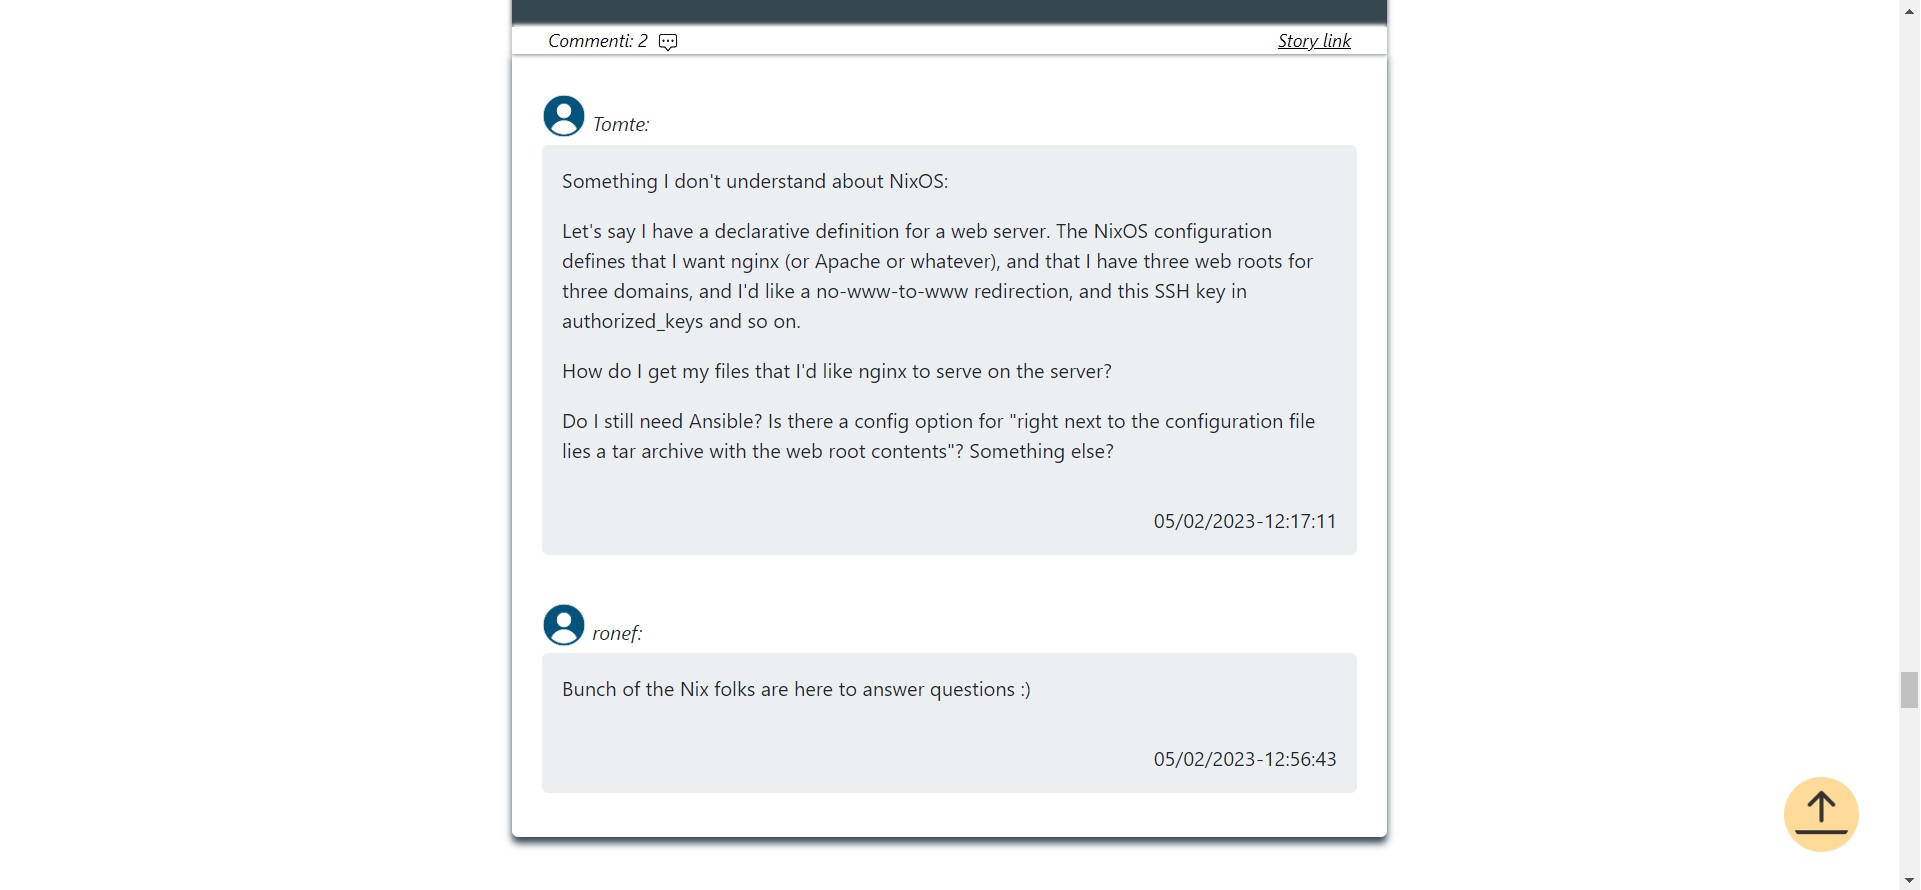 Commenti: 2
Story link
Tomte:
Something I don't understand about NixOS:
Let's say I have a declarative definition for a web server. The NixOS configuration
defines that I want nginx (or Apache or whatever), and that I have three web roots for
three domains, and I'd like a no-www-to-www redirection, and this SSH key in
authorized_keys and so on.
How do I get my files that I'd like nginx to serve on the server?
Do I still need Ansible? Is there a config option for "right next to the configuration file
lies a tar archive with the web root contents"? Something else?
05/02/2023-12:17:11
ronef:
Bunch of the Nix folks are here to answer questions :)
05/02/2023-12:56:43